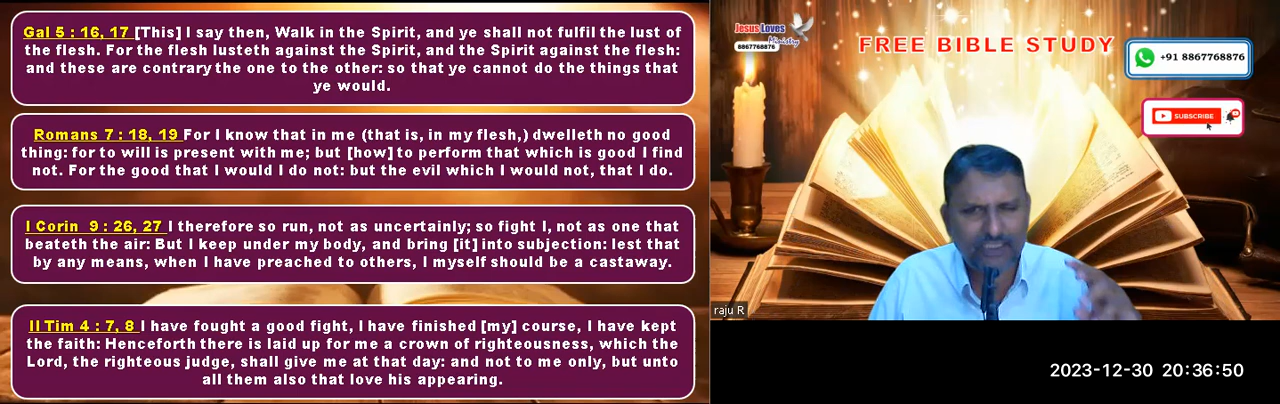 Gal 5 : 16, 17 [This] I say then, Walk in the Spirit, and ye shall not fulfil the lust of
the flesh. For the flesh lusteth against the Spirit, and the Spirit against the flesh:
and these are contrary the one to the other: so that ye cannot do the things that
ye would.
Romans 7 : 18, 19 For I know that in me (that is, in my flesh,) dwelleth no good
thing: for to will is present with me; but [how] to perform that which is good I find
not. For the good that I would I do not: but the evil which I would not, that I do.
I Corin 9 : 26, 27 I therefore so run, not as uncertainly; so fight I, not as one that
beateth the air: But I keep under my body, and bring [it] into subjection: lest that
by any means, when I have preached to others, I myself should be a castaway.
II Tim 4 : 7, 8 I have fought a good fight, I have finished [my] course, I have kept
the faith: Henceforth there is laid up for me a crown of righteousness, which the
Lord, the righteous judge, shall give me at that day: and not to me only, but unto
all them also that love his appearing.
Jesus Loves
Ministry
8867768876
FREE BIBLE STUDY
+91 8867768876
SUBSCRIBE
raju R
2023-12-30 20:36:50